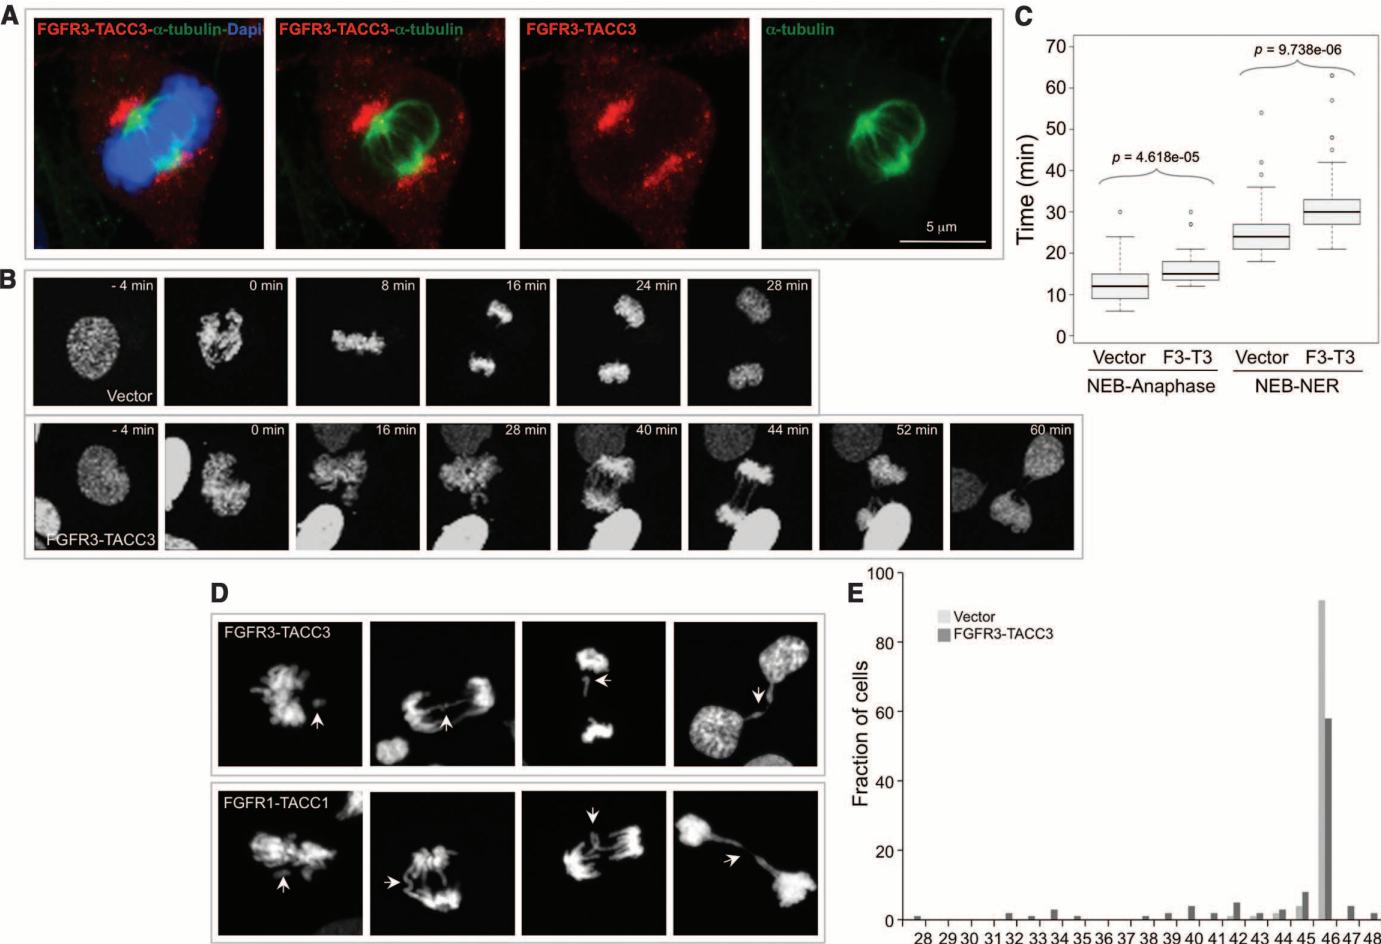 A
FGFR3-TACC3-α-tubulin-Dapi
FGFR3-TACC3-α-tubulin
FGFR3-TACC3
α-tubulin
5 µm
B
- 4 min
0 min
8 min
16 min
24 min
28 min
Vector
- 4 min
0 min
16 min
28 min
40 min
44 min
52 min
60 min
FGFR3-TACC3
C
Time (min)
70
60
50
40
30
20
10
0
p = 4.618e-05
p = 9.738e-06
Vector F3-T3 Vector F3-T3
NEB-Anaphase NEB-NER
D
FGFR3-TACC3
FGFR1-TACC1
E
Fraction of cells
100
80
60
40
20
0
Vector
FGFR3-TACC3
28 29 30 31 32 33 34 35 36 37 38 39 40 41 42 43 44 45 46 47 48